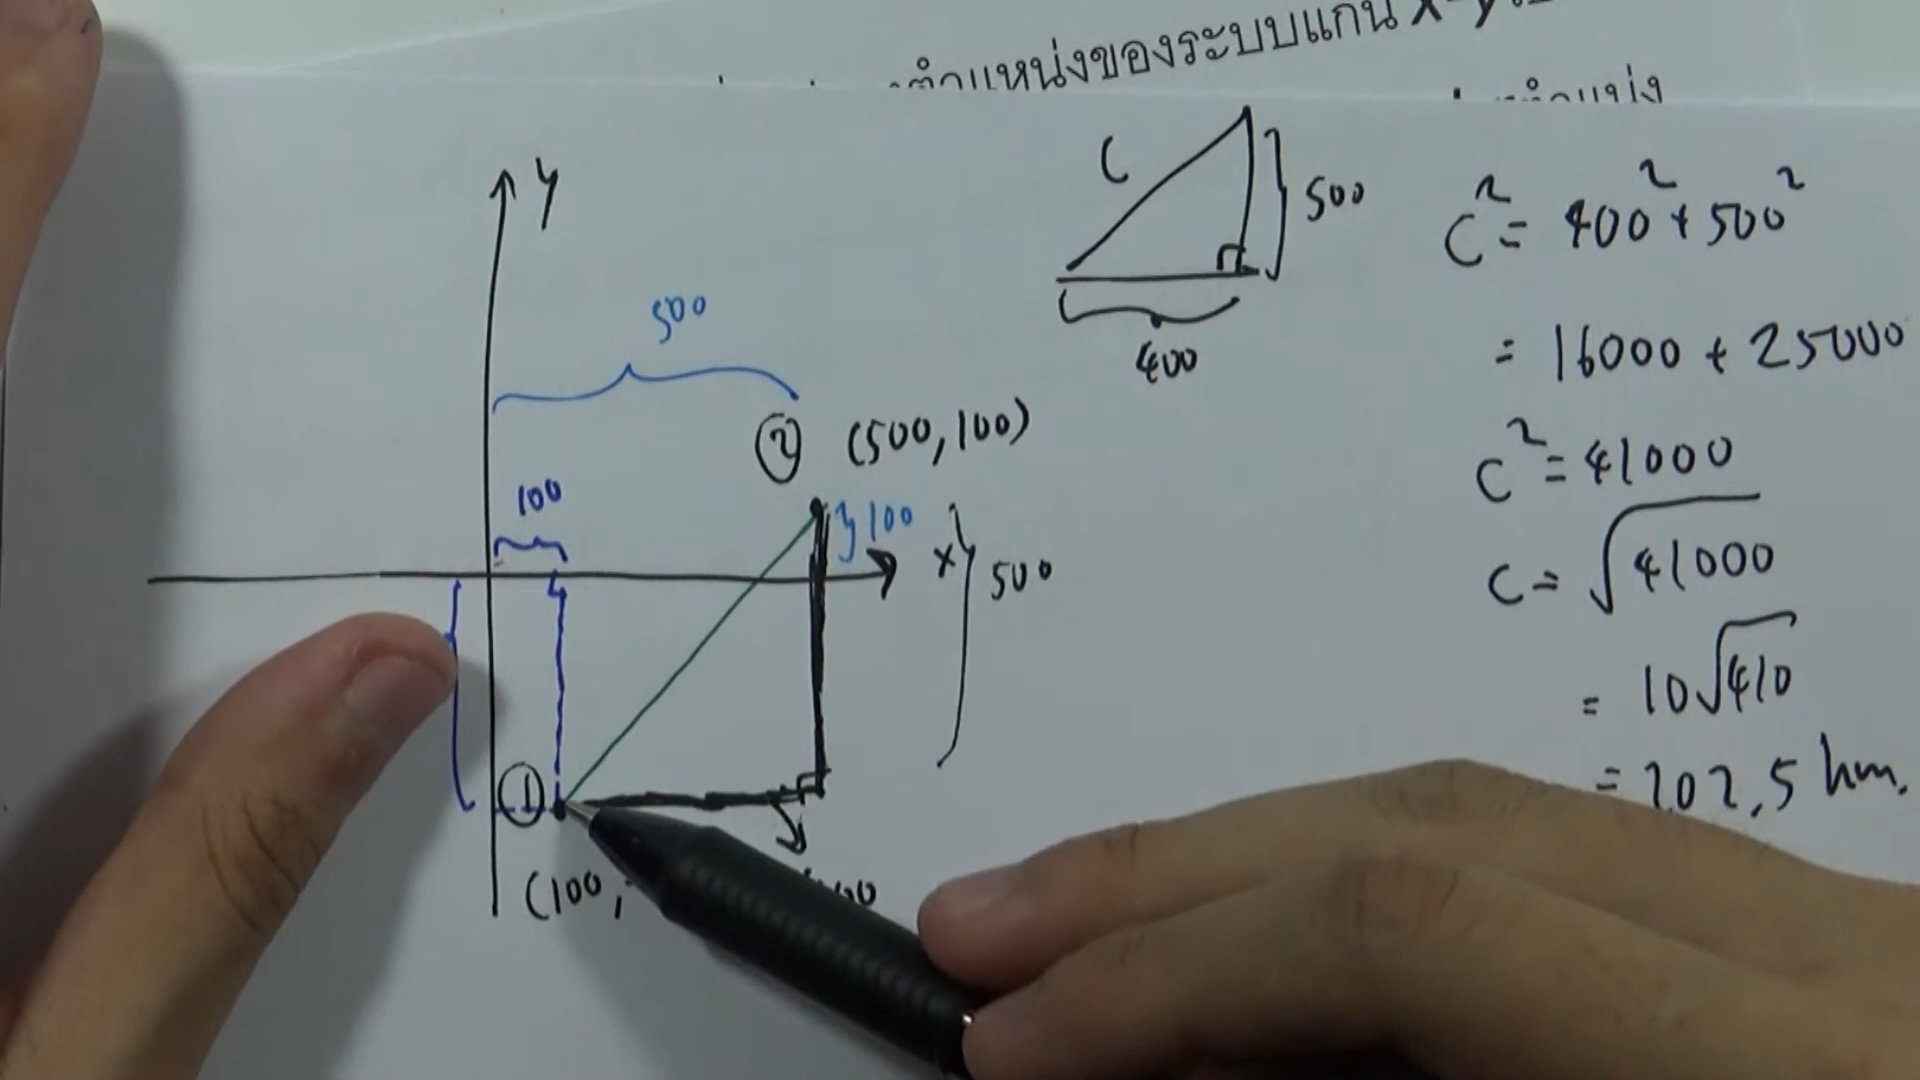 ตำแหน่งของระบบแกน x-y
y
500
100
② (500,100)
100
x
500
①
(100,
C
500
400
C² = 400² + 500²
= 16000 + 25000
C² = 41000
C = √41000
= 10√410
= 202.5 km.